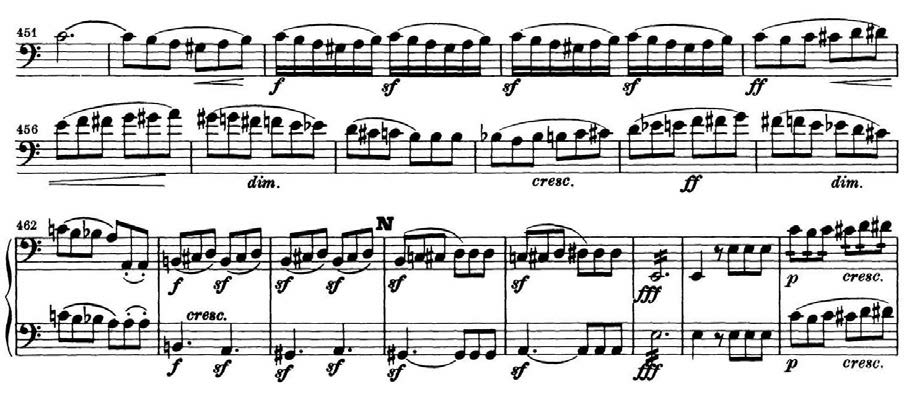 451
f sf sf sf ff
456
dim. cresc. ff dim.
462 N
f sf sf sf sf sf fff p cresc.
cresc.
f sf sf sf sf sf fff p cresc.